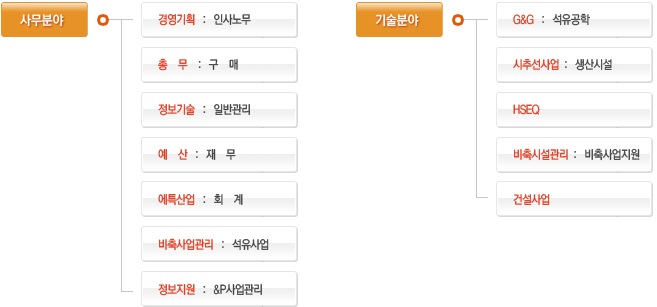 사무분야
경영기획 : 인사노무
총 무 : 구 매
정보기술 : 일반관리
예 산 : 재 무
에특산업 : 회 계
비축사업관리 : 석유사업
정보지원 : &P사업관리
기술분야
G&G : 석유공학
시추선사업 : 생산시설
HSEQ
비축시설관리 : 비축사업지원
건설사업